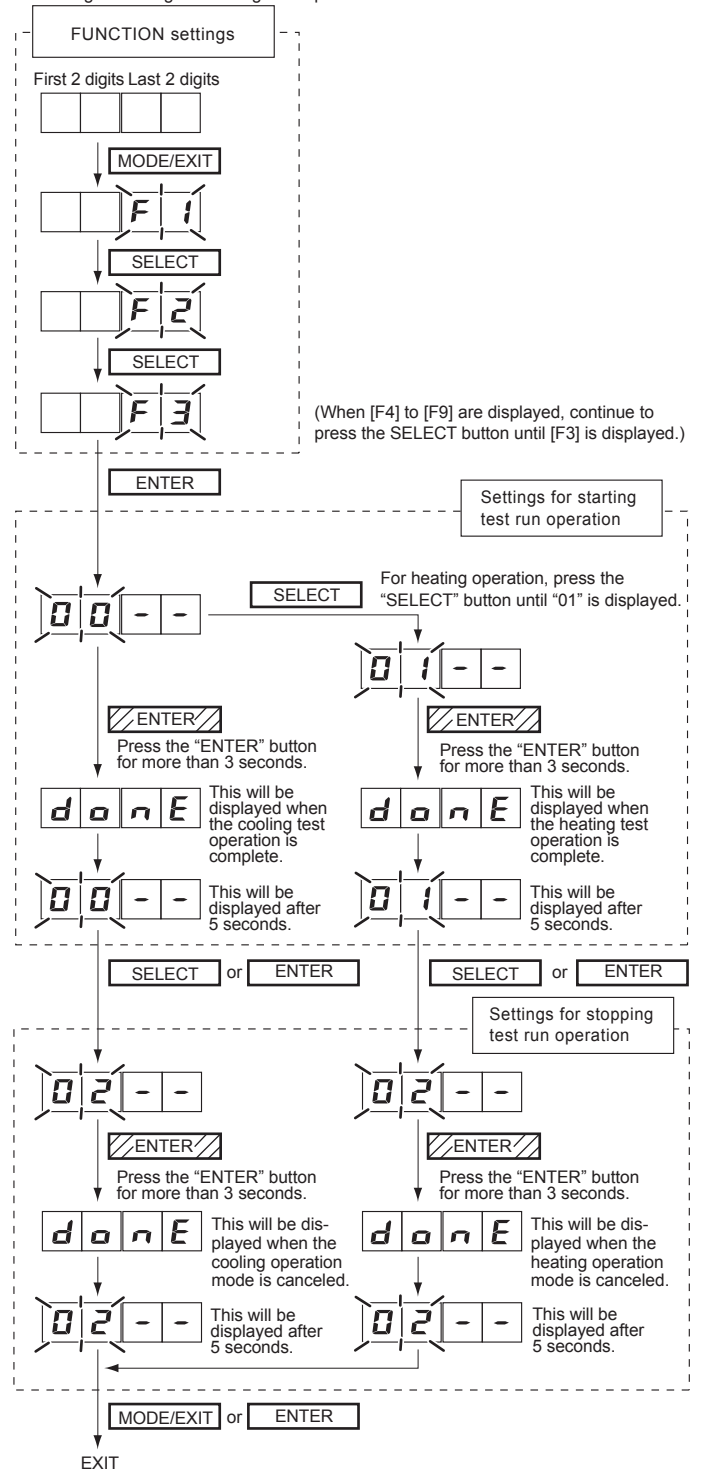 FUNCTION settings
First 2 digits Last 2 digits
MODE/EXIT
F 1
SELECT
F 2
SELECT
F 3
(When [F4] to [F9] are displayed, continue to
press the SELECT button until [F3] is displayed.)
ENTER
Settings for starting
test run operation
0 0 - -
SELECT
For heating operation, press the
“SELECT” button until “01” is displayed.
0 1 - -
ENTER
Press the “ENTER” button
for more than 3 seconds.
ENTER
Press the “ENTER” button
for more than 3 seconds.
d o n E
This will be
displayed when
the cooling test
operation is
complete.
d o n E
This will be
displayed when
the heating test
operation is
complete.
0 0 - -
This will be
displayed after
5 seconds.
0 1 - -
This will be
displayed after
5 seconds.
SELECT or ENTER
SELECT or ENTER
Settings for stopping
test run operation
0 2 - -
0 2 - -
ENTER
Press the “ENTER” button
for more than 3 seconds.
ENTER
Press the “ENTER” button
for more than 3 seconds.
d o n E
This will be dis-
played when the
cooling operation
mode is canceled.
d o n E
This will be dis-
played when the
heating operation
mode is canceled.
0 2 - -
This will be
displayed after
5 seconds.
0 2 - -
This will be
displayed after
5 seconds.
MODE/EXIT or ENTER
EXIT